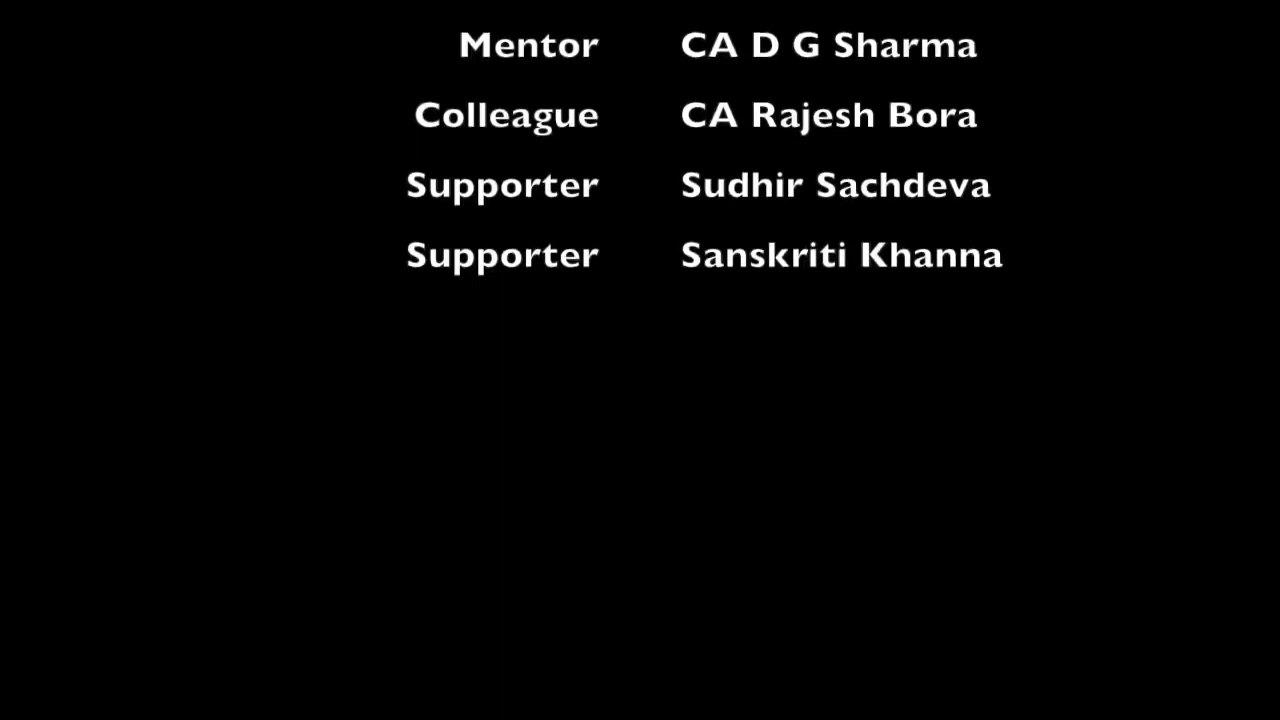 Mentor CA D G Sharma
Colleague CA Rajesh Bora
Supporter Sudhir Sachdeva
Supporter Sanskriti Khanna